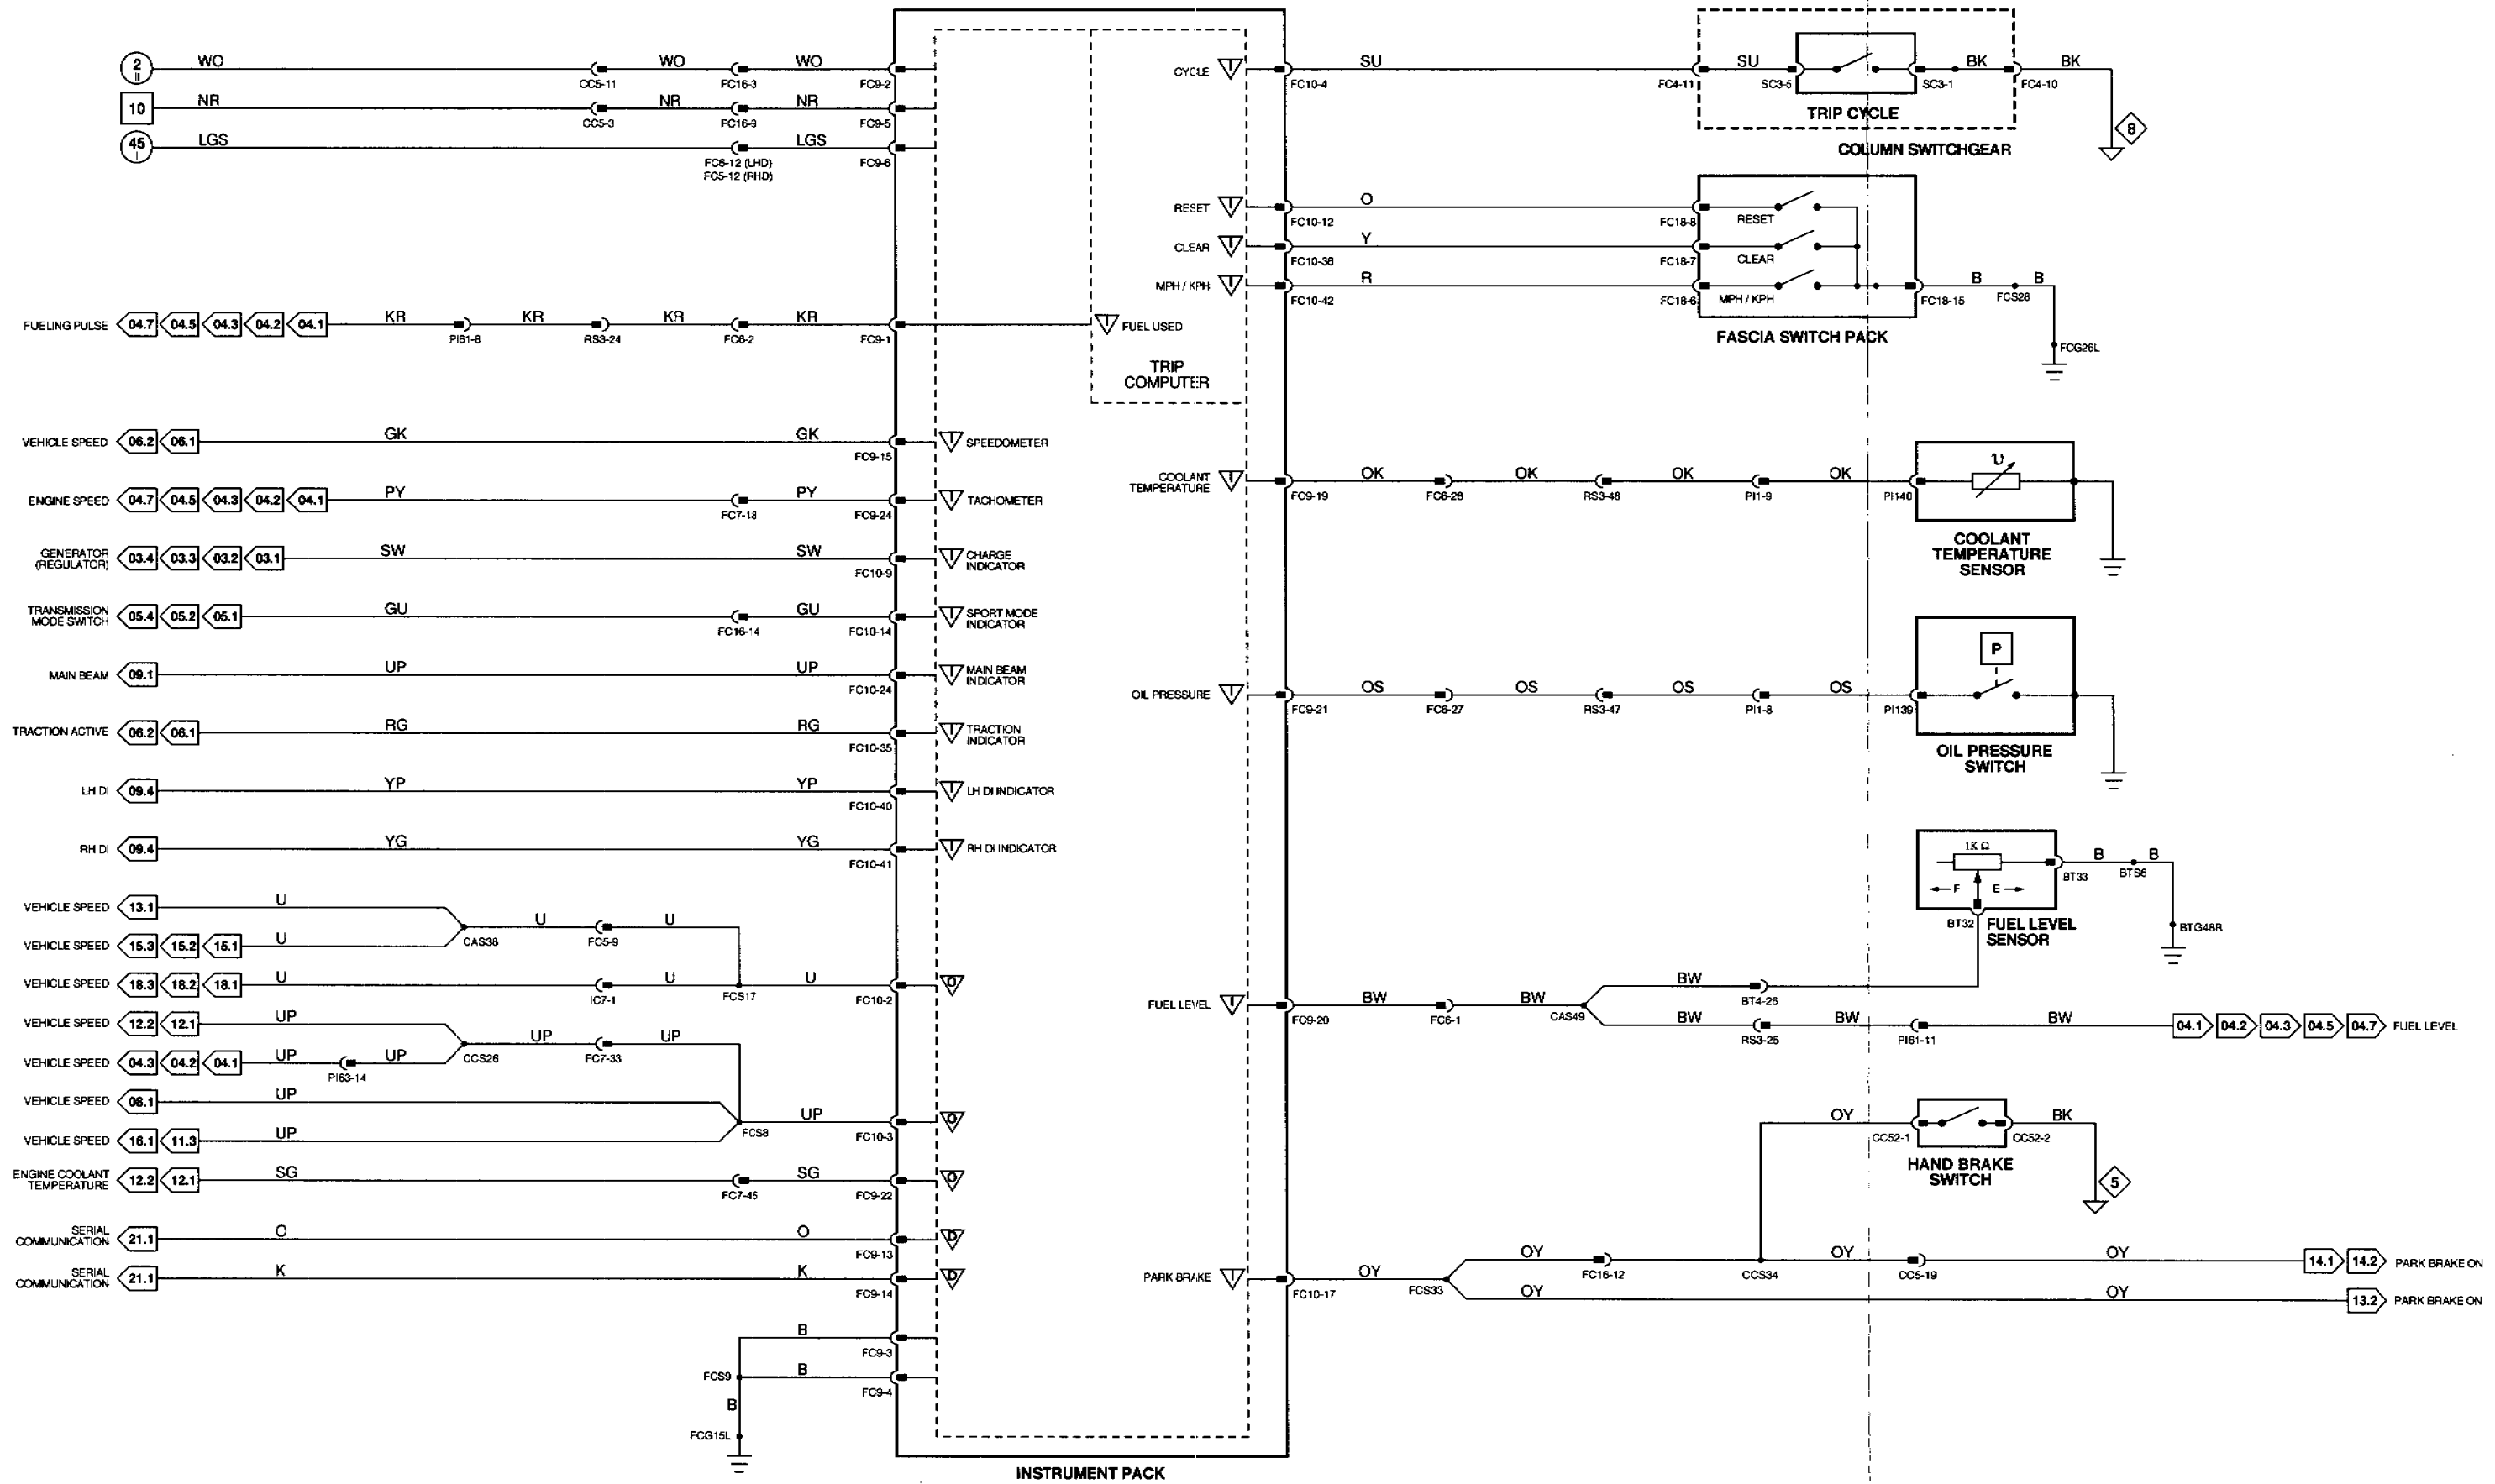 2
II
WO
CC5-11
WO
FC16-3
WO
FC9-2
10
NR
CC5-3
NR
FC16-9
NR
FC9-5
45
I
LGS
FC6-12 (LHD)
FC5-12 (RHD)
LGS
FC9-6
FUELING PULSE 04.7 04.5 04.3 04.2 04.1
KR
PI61-8
KR
RS3-24
KR
FC6-2
KR
FC9-1
I FUEL USED
TRIP
COMPUTER
VEHICLE SPEED 06.2 06.1
GK
GK
FC9-15
I SPEEDOMETER
ENGINE SPEED 04.7 04.5 04.3 04.2 04.1
PY
FC7-18
PY
FC9-24
I TACHOMETER
GENERATOR
(REGULATOR) 03.4 03.3 03.2 03.1
SW
SW
FC10-9
I CHARGE
INDICATOR
TRANSMISSION
MODE SWITCH 05.4 05.2 05.1
GU
FC16-14
GU
FC10-14
I SPORT MODE
INDICATOR
MAIN BEAM 09.1
UP
UP
FC10-24
I MAIN BEAM
INDICATOR
TRACTION ACTIVE 06.2 06.1
RG
RG
FC10-35
I TRACTION
INDICATOR
LH DI 09.4
YP
YP
FC10-40
I LH DI INDICATOR
RH DI 09.4
YG
YG
FC10-41
I RH DI INDICATOR
VEHICLE SPEED 13.1
U
VEHICLE SPEED 15.3 15.2 15.1
U
CAS38
U
FC5-9
U
VEHICLE SPEED 18.3 18.2 18.1
U
IC7-1
U
FCS17
U
FC10-2
O
VEHICLE SPEED 12.2 12.1
UP
VEHICLE SPEED 04.3 04.2 04.1
UP
PI63-14
UP
CCS26
UP
FC7-33
UP
VEHICLE SPEED 08.1
UP
VEHICLE SPEED 16.1 11.3
UP
FCS8
UP
FC10-3
O
ENGINE COOLANT
TEMPERATURE 12.2 12.1
SG
FC7-45
SG
FC9-22
O
SERIAL
COMMUNICATION 21.1
O
O
FC9-13
D
SERIAL
COMMUNICATION 21.1
K
K
FC9-14
D
B
FC9-3
FCS9
B
FC9-4
B
FCG15L
INSTRUMENT PACK
CYCLE I
FC10-4
SU
FC4-11
SU
SC3-5
SC3-1
BK
FC4-10
BK
8
TRIP CYCLE
COLUMN SWITCHGEAR
RESET I
FC10-12
O
FC18-8
RESET
CLEAR I
FC10-36
Y
FC18-7
CLEAR
MPH / KPH I
FC10-42
R
FC18-6
MPH / KPH
FC18-15
B
FCS28
B
FCG26L
FASCIA SWITCH PACK
COOLANT
TEMPERATURE I
FC9-19
OK
FC6-28
OK
RS3-48
OK
PI1-9
OK
PI140
COOLANT
TEMPERATURE
SENSOR
OIL PRESSURE I
FC9-21
OS
FC6-27
OS
RS3-47
OS
PI1-8
OS
PI139
P
OIL PRESSURE
SWITCH
1K Ω
F E
BT33
B
BTS6
B
BTG48R
BT32
FUEL LEVEL
SENSOR
FUEL LEVEL I
FC9-20
BW
FC6-1
BW
CAS49
BW
BT4-26
BW
RS3-25
BW
PI61-11
BW
04.1 04.2 04.3 04.5 04.7 FUEL LEVEL
OY
CC52-1
CC52-2
BK
5
HAND BRAKE
SWITCH
PARK BRAKE I
FC10-17
OY
FCS33
OY
FC16-12
CCS34
OY
CC5-19
OY
14.1 14.2 PARK BRAKE ON
OY
OY
13.2 PARK BRAKE ON